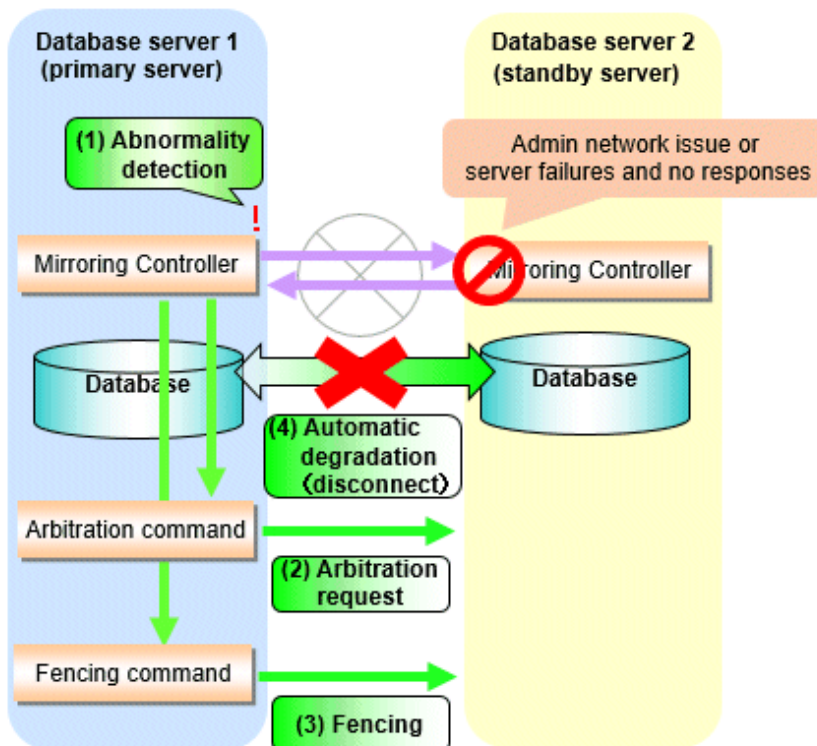 Database server 1
(primary server)
Database server 2
(standby server)
(1) Abnormality
detection
Admin network issue or
server failures and no responses
!
Mirroring Controller
Mirroring Controller
Database
Database
(4) Automatic
degradation
(disconnect)
Arbitration command
(2) Arbitration
request
Fencing command
(3) Fencing